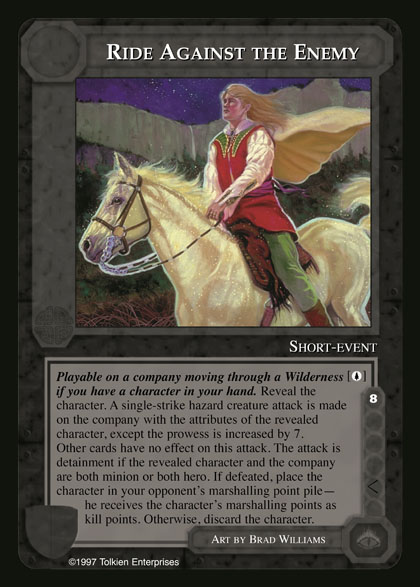 Ride Against the Enemy
Short-event
Playable on a company moving through a Wilderness []
if you have a character in your hand. Reveal the
character. A single-strike hazard creature attack is made
on the company with the attributes of the revealed
character, except the prowess is increased by 7.
Other cards have no effect on this attack. The attack is
detainment if the revealed character and the company
are both minion or both hero. If defeated, place the
character in your opponent's marshalling point pile—
he receives the character's marshalling points as
kill points. Otherwise, discard the character.
8
Art by Brad Williams
©1997 Tolkien Enterprises